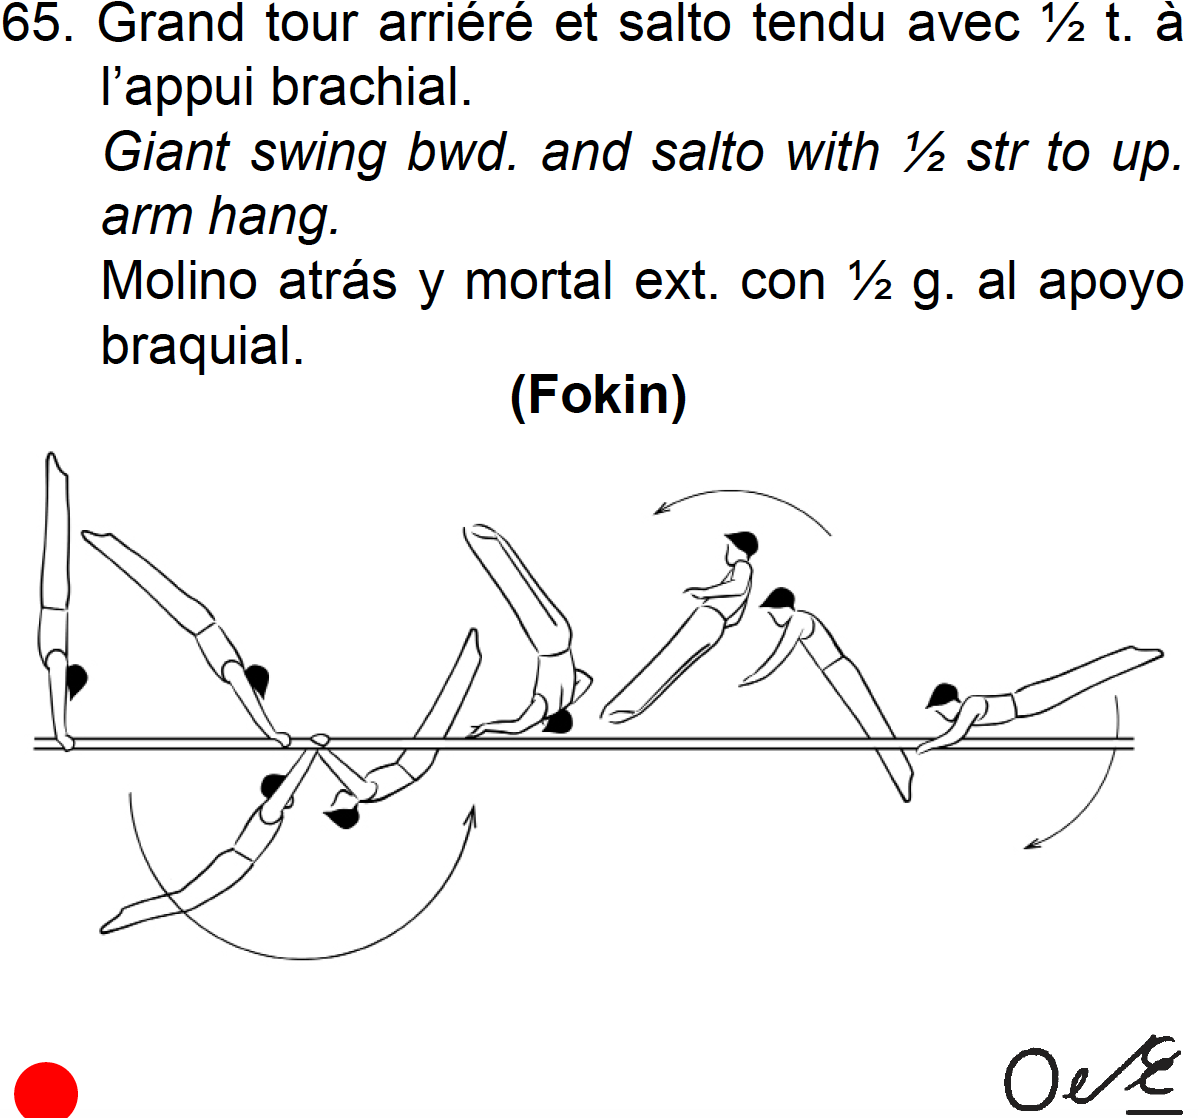 65. Grand tour arriéré et salto tendu avec ½ t. à
l’appui brachial.
Giant swing bwd. and salto with ½ str to up.
arm hang.
Molino atrás y mortal ext. con ½ g. al apoyo
braquial.
(Fokin)